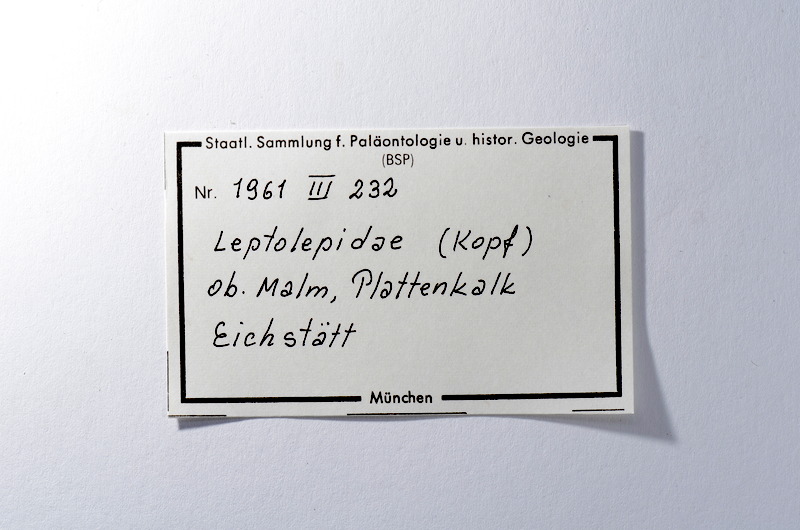 Staatl. Sammlung f. Paläontologie u. histor. Geologie
(BSP)
Nr. 1961 III 232
Leptolepidae (Kopf)
ob. Malm, Plattenkalk
Eichstätt
München